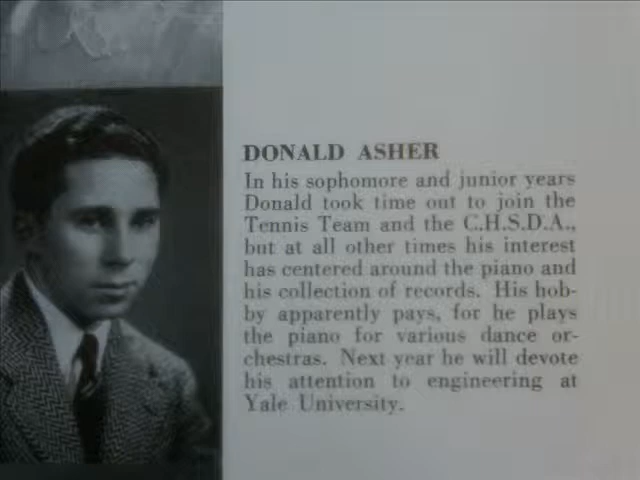 DONALD ASHER
In his sophomore and junior years
Donald took time out to join the
Tennis Team and the C.H.S.D.A.,
but at all other times his interest
has centered around the piano and
his collection of records. His hob-
by apparently pays, for he plays
the piano for various dance or-
chestras. Next year he will devote
his attention to engineering at
Yale University.